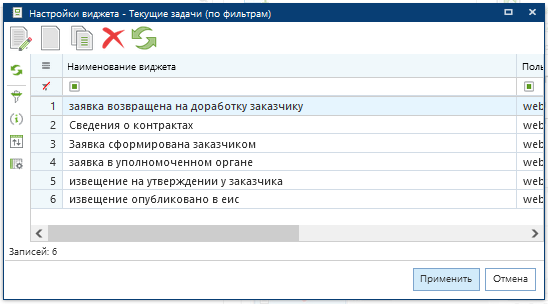 Настройки виджета - Текущие задачи (по фильтрам)
Наименование виджета
Поль
1 заявка возвращена на доработку заказчику web
2 Сведения о контрактах web
3 Заявка сформирована заказчиком web
4 заявка в уполномоченном органе web
5 извещение на утверждении у заказчика web
6 извещение опубликовано в еис web
Записей: 6
Применить Отмена